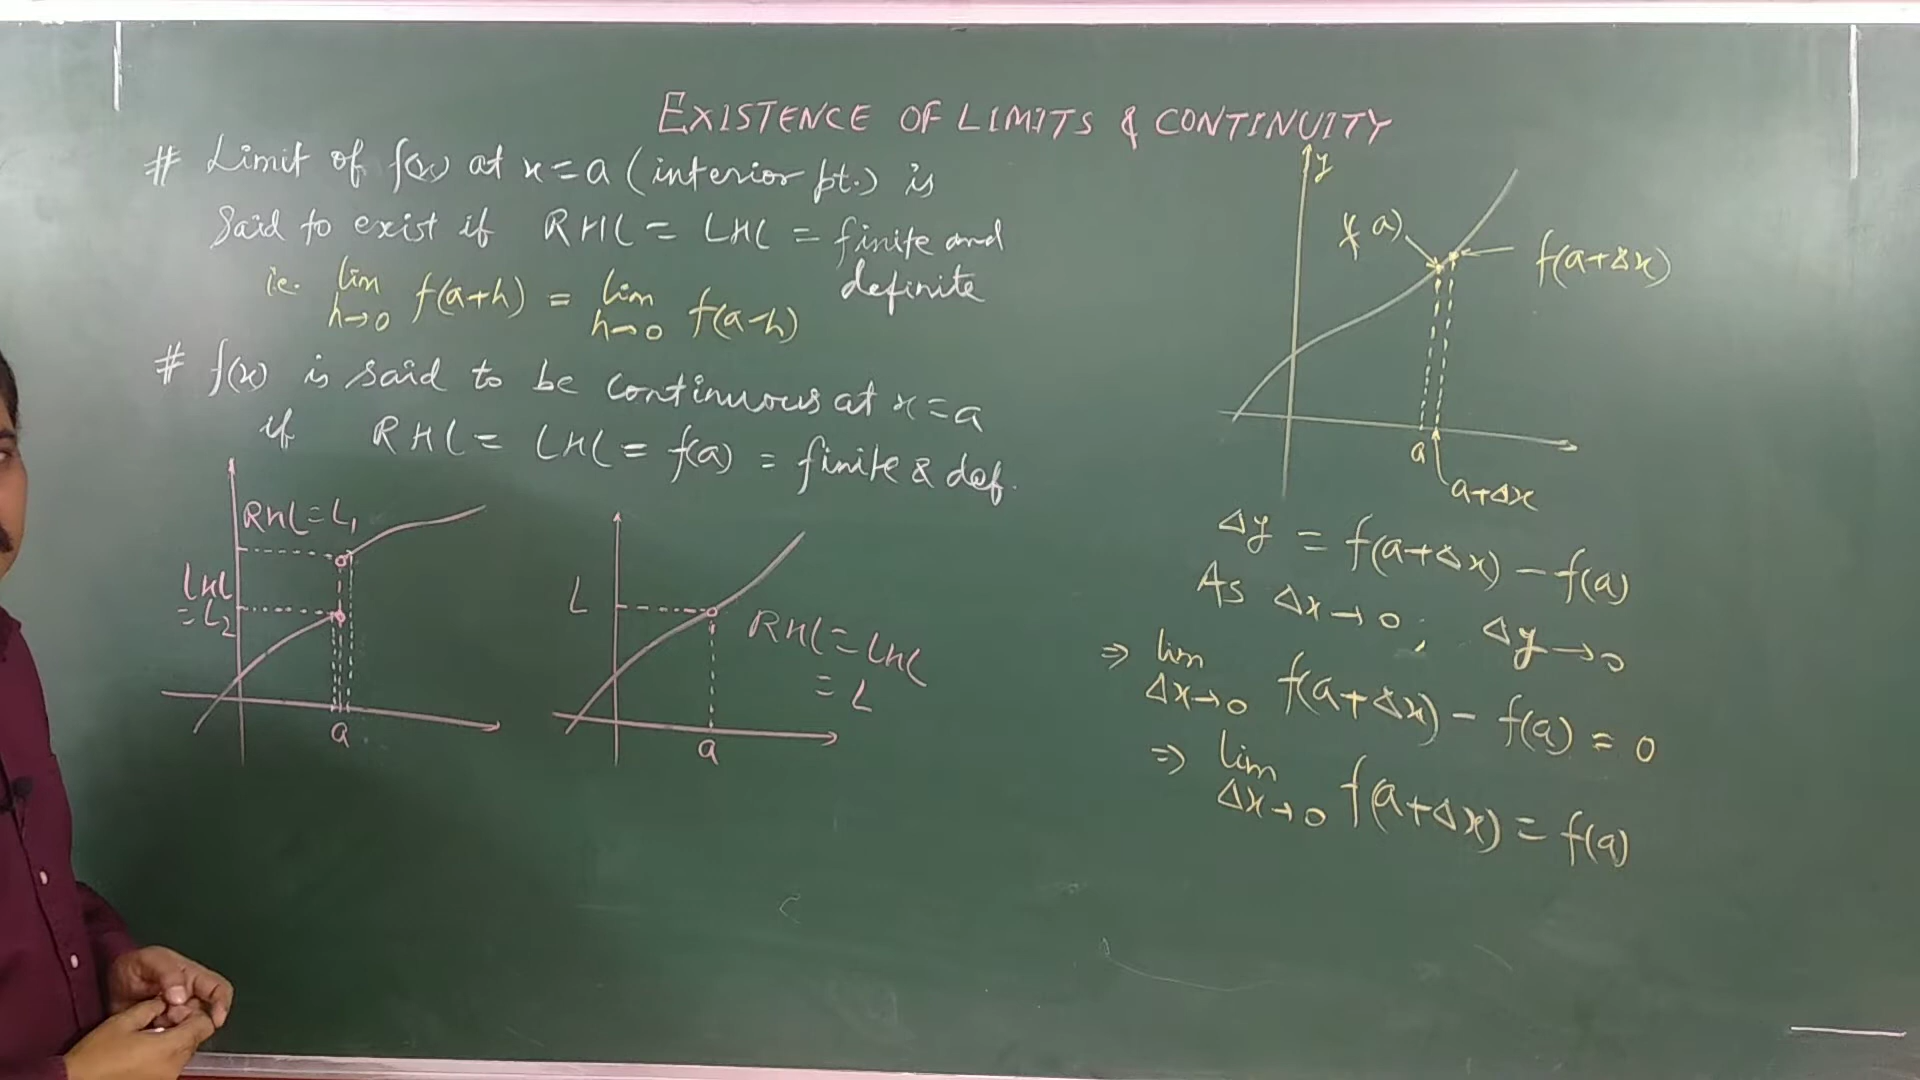 EXISTENCE OF LIMITS & CONTINUITY
# Limit of f(x) at x=a (interior pt.) is
Said to exist if RHL = LHL = finite and
definite
i.e. lim h→0 f(a+h) = lim h→0 f(a-h)
# f(x) is said to be continuous at x=a
if RHL = LHL = f(a) = finite & def.
RHL=L₁
LHL
=L₂
a
L
RHL=LHL
=L
a
y
f(a)
f(a+Δx)
a
a+Δx
Δy = f(a+Δx) - f(a)
As Δx→0; Δy→0
⇒ lim Δx→0 f(a+Δx) - f(a) = 0
⇒ lim Δx→0 f(a+Δx) = f(a)